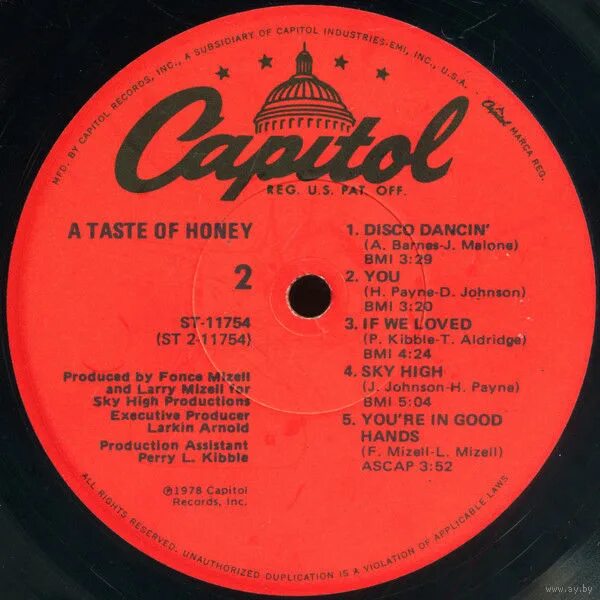 MFD. BY CAPITOL RECORDS, INC., A SUBSIDIARY OF CAPITOL INDUSTRIES-EMI, INC., U.S.A.
Capitol MARCA REG.
Capitol
REG. U.S. PAT. OFF.
A TASTE OF HONEY
2
ST-11754
(ST 2-11754)
Produced by Fonce Mizell
and Larry Mizell for
Sky High Productions
Executive Producer
Larkin Arnold
Production Assistant
Perry L. Kibble
℗1978 Capitol
Records, Inc.
1. DISCO DANCIN'
(A. Barnes-J. Malone)
BMI 3:29
2. YOU
(H. Payne-D. Johnson)
BMI 3:20
3. IF WE LOVED
(P. Kibble-T. Aldridge)
BMI 4:24
4. SKY HIGH
(J. Johnson-H. Payne)
BMI 5:04
5. YOU'RE IN GOOD
HANDS
(F. Mizell-L. Mizell)
ASCAP 3:52
ALL RIGHTS RESERVED. UNAUTHORIZED DUPLICATION IS A VIOLATION OF APPLICABLE LAWS
www.ay.by